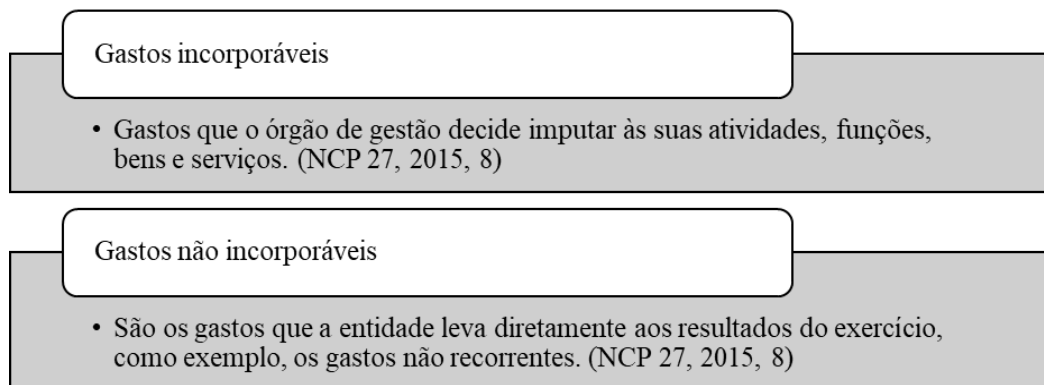 Gastos incorporáveis
• Gastos que o órgão de gestão decide imputar às suas atividades, funções,
bens e serviços. (NCP 27, 2015, 8)
Gastos não incorporáveis
• São os gastos que a entidade leva diretamente aos resultados do exercício,
como exemplo, os gastos não recorrentes. (NCP 27, 2015, 8)